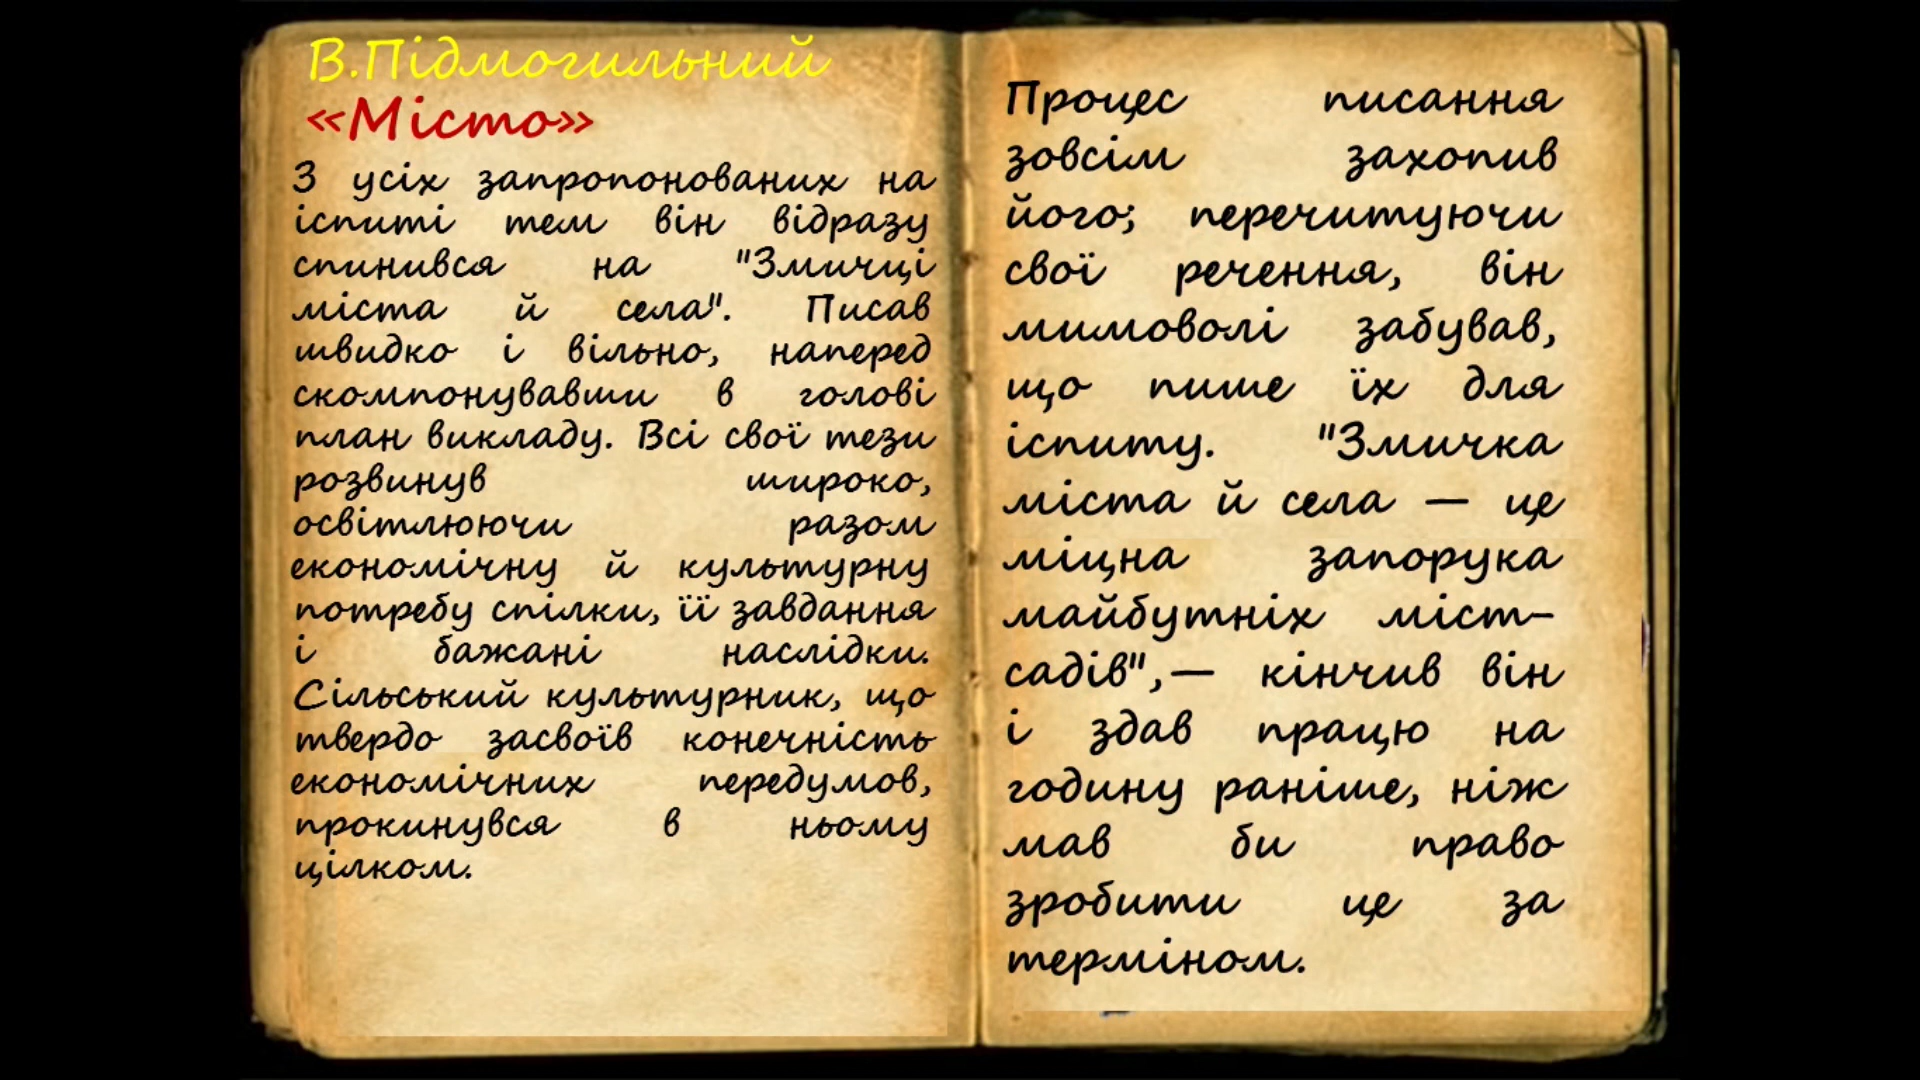 В.Підмогильний
«Місто»
З усіх запропонованих на
іспиті тем він відразу
спинився на "Змичці
міста й села". Писав
швидко і вільно, наперед
скомпонувавши в голові
план викладу. Всі свої тези
розвинув широко,
освітлюючи разом
економічну й культурну
потребу спілки, її завдання
і бажані наслідки.
Сільський культурник, що
твердо засвоїв конечність
економічних передумов,
прокинувся в ньому
цілком.
Процес писання
зовсім захопив
його; перечитуючи
свої речення, він
мимоволі забував,
що пише їх для
іспиту. "Змичка
міста й села — це
міцна запорука
майбутніх міст-
садів",— кінчив він
і здав працю на
годину раніше, ніж
мав би право
зробити це за
терміном.